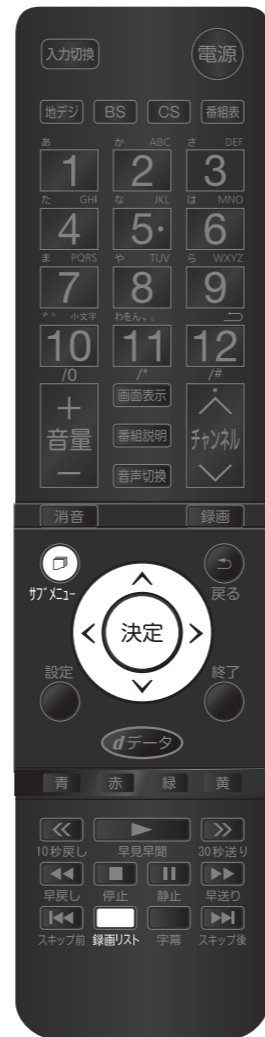 入力切換 電源
地デジ BS CS 番組表
あ か ABC さ DEF
1 2 3
た GHI な JKL は MNO
4 5・ 6
ま PQRS や TUV ら WXYZ
7 8 9
゛゜ 小文字 わをん、。
10 11 12
/0 /* /#
画面表示
+ 音量 − 番組説明 チャンネル
音声切換
消音 録画
ｻﾌﾞﾒﾆｭｰ 戻る
決定
設定 終了
dデータ
青 赤 緑 黄
10秒戻し 早見早聞 30秒送り
早戻し 停止 静止 早送り
スキップ前 録画リスト 字幕 スキップ後